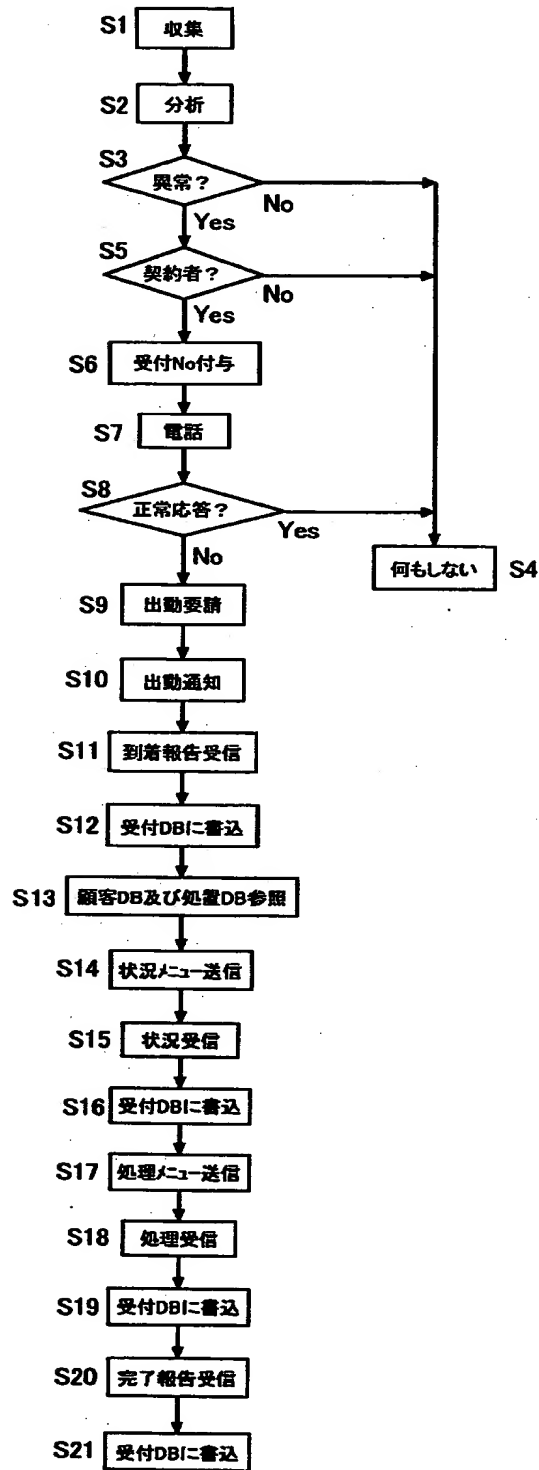 S1 収集
S2 分析
S3 異常？
No
Yes
S5 契約者？
No
Yes
S6 受付No付与
S7 電話
S8 正常応答？
Yes
No
何もしない S4
S9 出動要請
S10 出動通知
S11 到着報告受信
S12 受付DBに書込
S13 顧客DB及び処置DB参照
S14 状況メニュー送信
S15 状況受信
S16 受付DBに書込
S17 処理メニュー送信
S18 処理受信
S19 受付DBに書込
S20 完了報告受信
S21 受付DBに書込